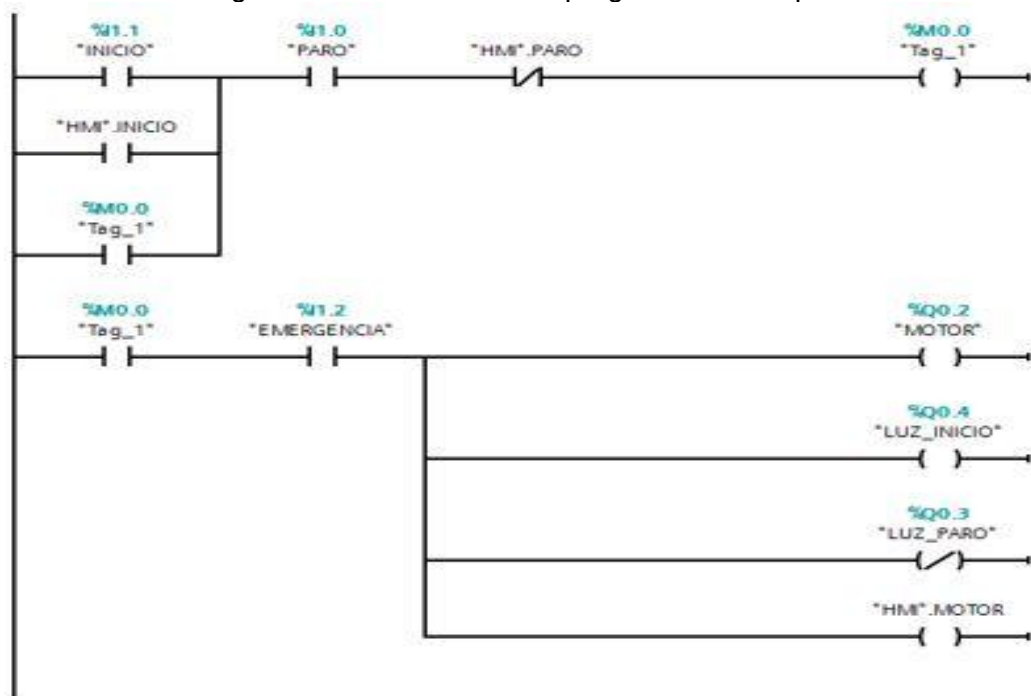 %I1.1
"INICIO"
%I1.0
"PARO"
"HMI".PARO
%M0.0
"Tag_1"
"HMI".INICIO
%M0.0
"Tag_1"
%M0.0
"Tag_1"
%I1.2
"EMERGENCIA"
%Q0.2
"MOTOR"
%Q0.4
"LUZ_INICIO"
%Q0.3
"LUZ_PARO"
"HMI".MOTOR